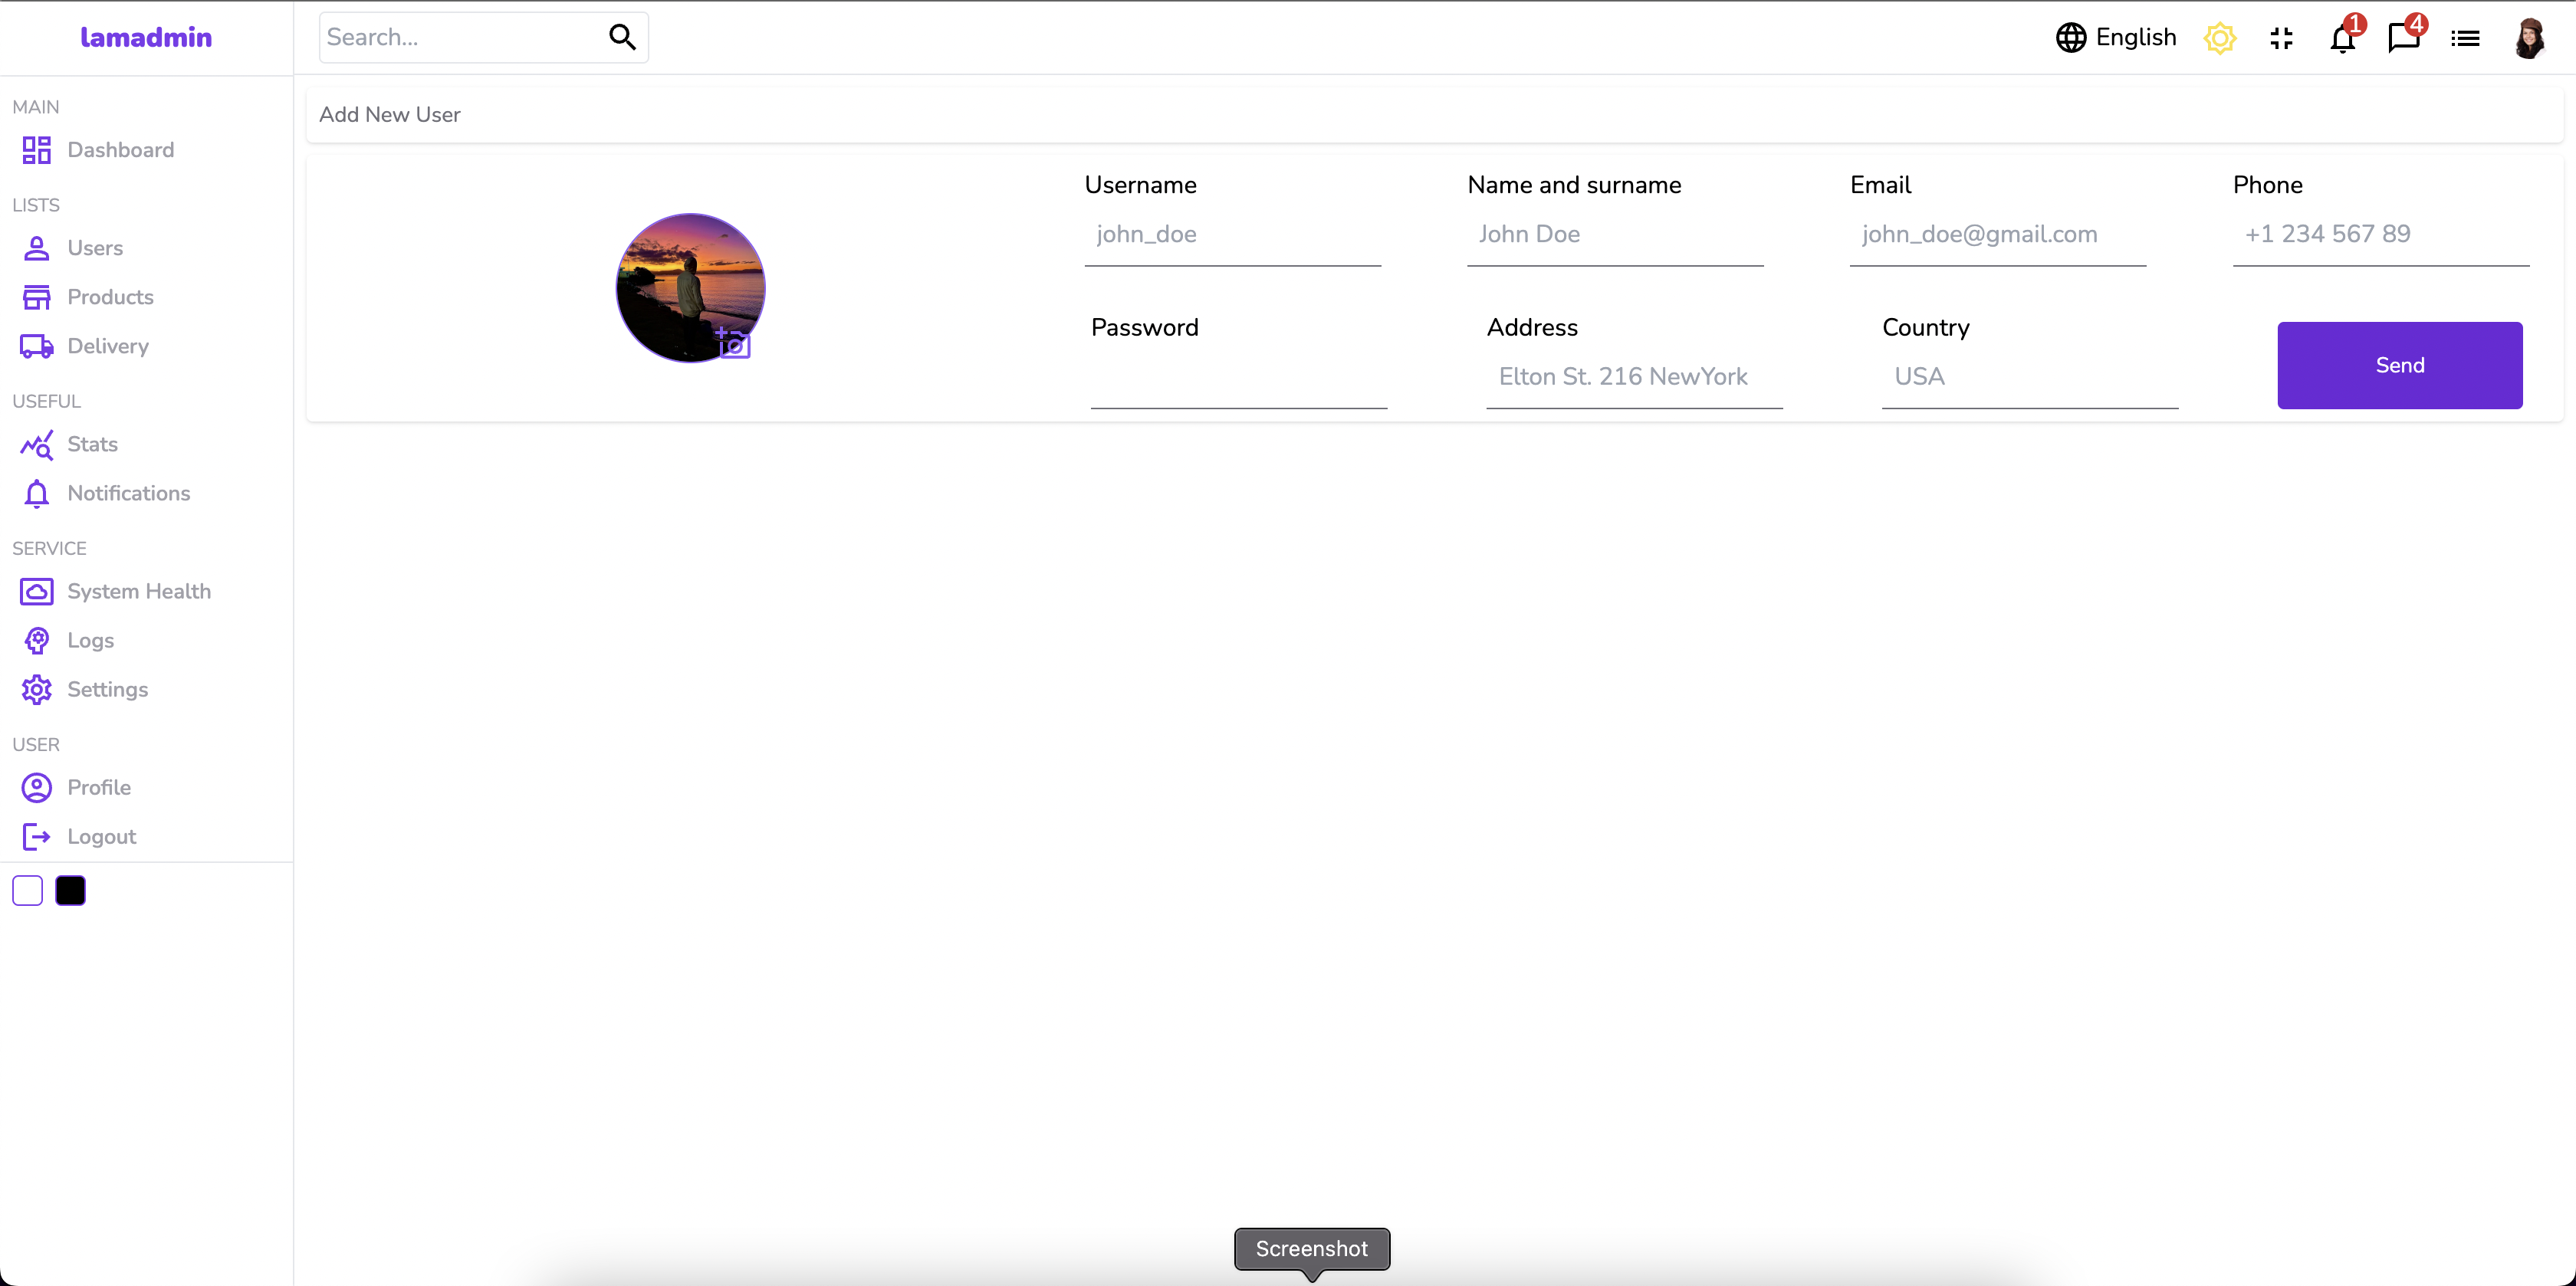 lamadmin
Search...
English
1
4
MAIN
Dashboard
LISTS
Users
Products
Delivery
USEFUL
Stats
Notifications
SERVICE
System Health
Logs
Settings
USER
Profile
Logout
Add New User
Username
Name and surname
Email
Phone
john_doe
John Doe
john_doe@gmail.com
+1 234 567 89
Password
Address
Country
Elton St. 216 NewYork
USA
Send
Screenshot